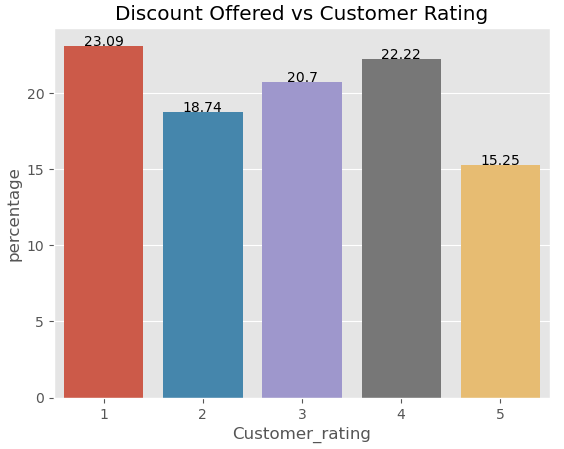 Discount Offered vs Customer Rating
23.09
18.74
20.7
22.22
15.25
20
15
10
5
0
percentage
1 2 3 4 5
Customer_rating